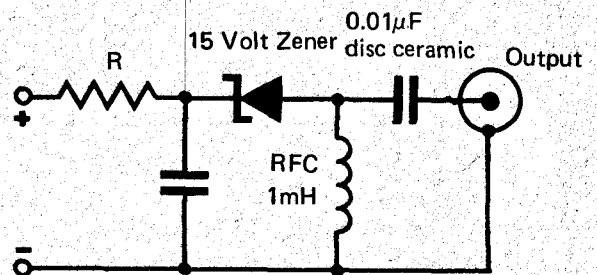 0.01μF
15 Volt Zener disc ceramic
Output
R
+
RFC
1mH
–